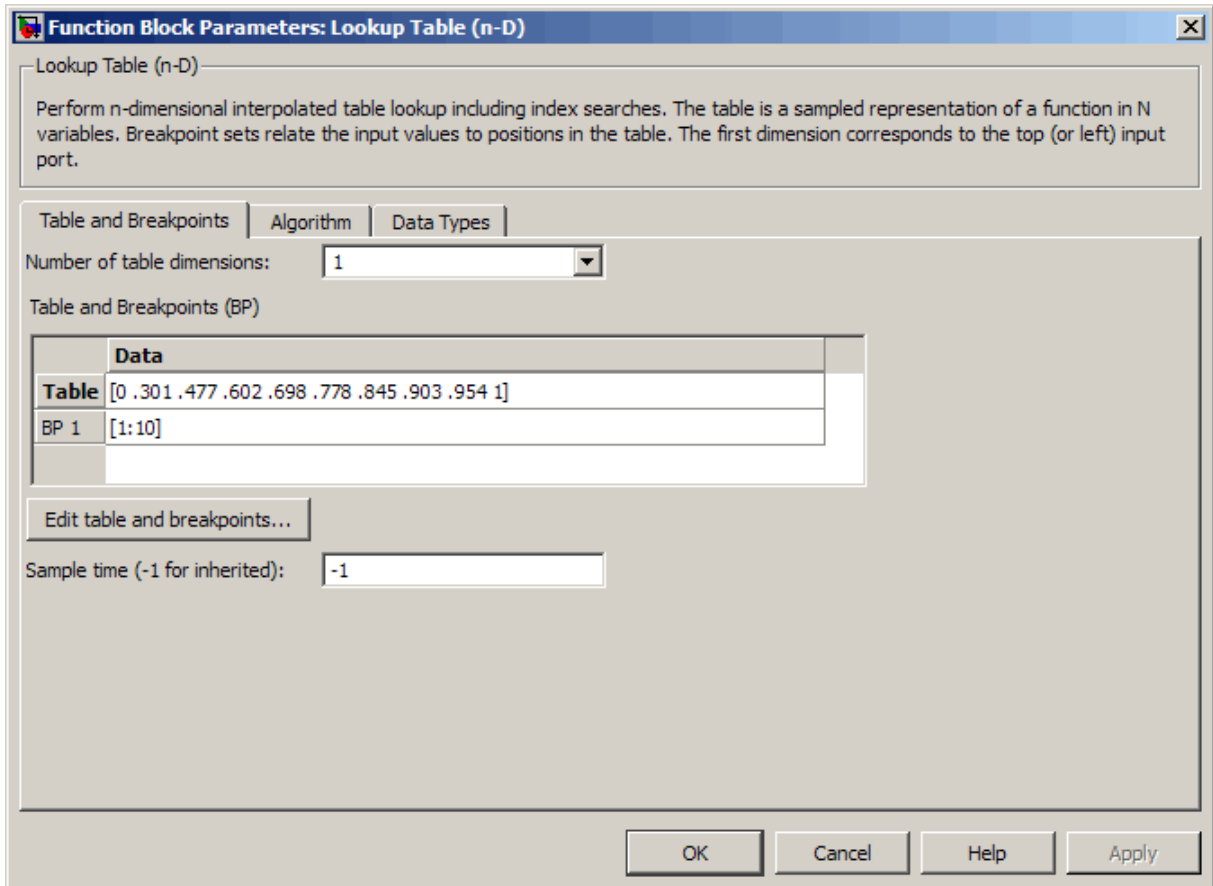 Function Block Parameters: Lookup Table (n-D)
Lookup Table (n-D)
Perform n-dimensional interpolated table lookup including index searches. The table is a sampled representation of a function in N
variables. Breakpoint sets relate the input values to positions in the table. The first dimension corresponds to the top (or left) input
port.
Table and Breakpoints Algorithm Data Types
Number of table dimensions: 1
Table and Breakpoints (BP)
Data
Table [0 .301 .477 .602 .698 .778 .845 .903 .954 1]
BP 1 [1:10]
Edit table and breakpoints...
Sample time (-1 for inherited): -1
OK Cancel Help Apply